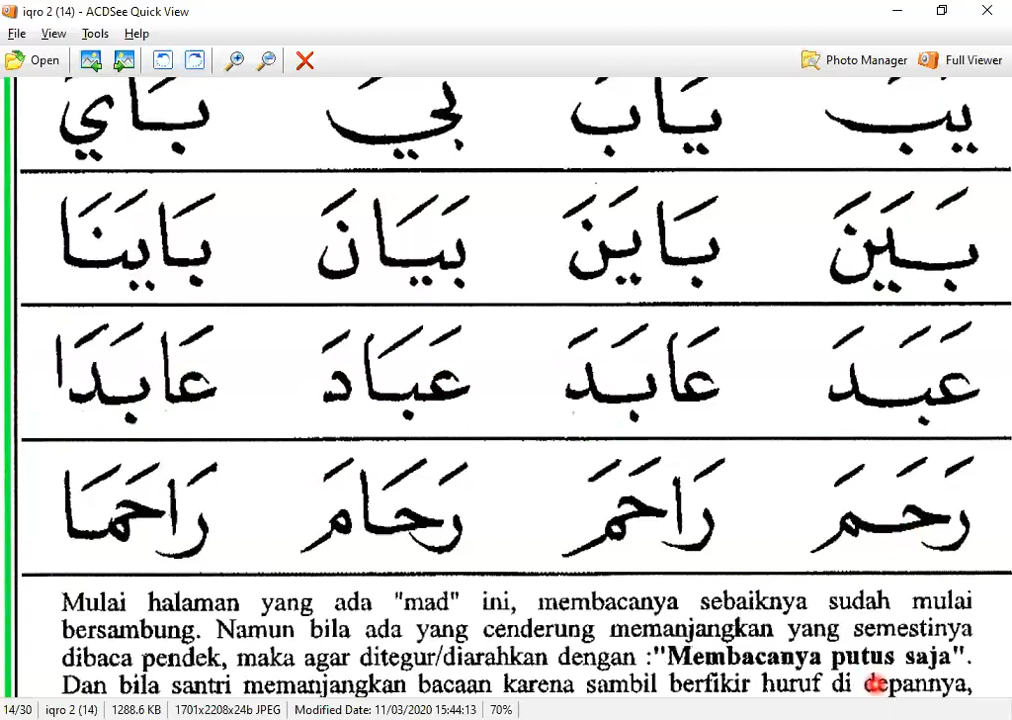 iqro 2 (14) - ACDSee Quick View
File View Tools Help
Open Photo Manager Full Viewer
يَبَ يَابَ بَيَ بَايَ
بَيَنَ بَايَنَ بَيَانَ بَايَنَا
عَبَدَ عَابَدَ عَبَادَ عَابَدَا
رَحَمَ رَاحَمَ رَحَامَ رَاحَمَا
Mulai halaman yang ada "mad" ini, membacanya sebaiknya sudah mulai
bersambung. Namun bila ada yang cenderung memanjangkan yang semestinya
dibaca pendek, maka agar ditegur/diarahkan dengan :"Membacanya putus saja".
Dan bila santri memanjangkan bacaan karena sambil berfikir huruf di depannya,
14/30 iqro 2 (14) 1288.6 KB 1701x2208x24b JPEG Modified Date: 11/03/2020 15:44:13 70%